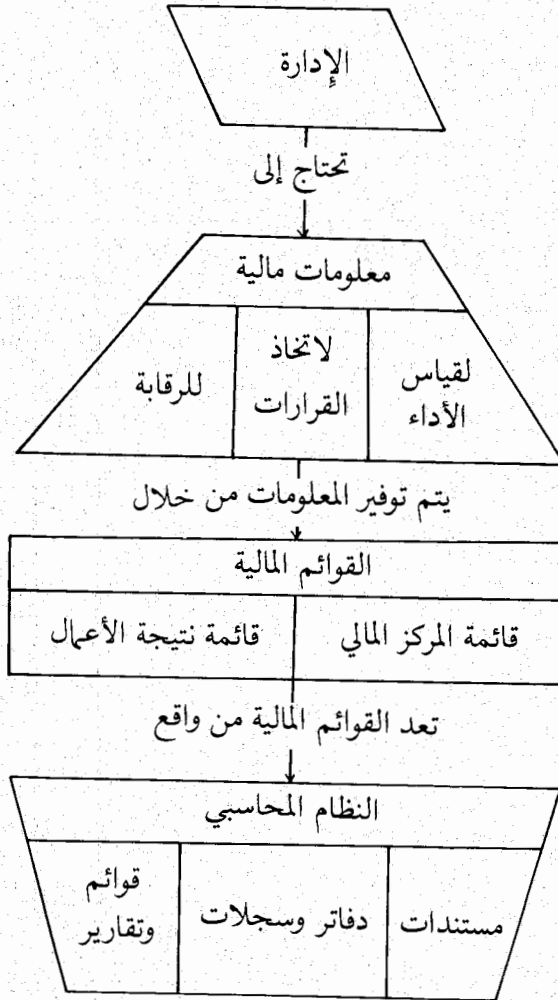 الإدارة
تحتاج إلى
معلومات مالية
لقياس
الأداء
لاتخاذ
القرارات
للرقابة
يتم توفير المعلومات من خلال
القوائم المالية
قائمة المركز المالي
قائمة نتيجة الأعمال
تعد القوائم المالية من واقع
النظام المحاسبي
مستندات
دفاتر وسجلات
قوائم
وتقارير